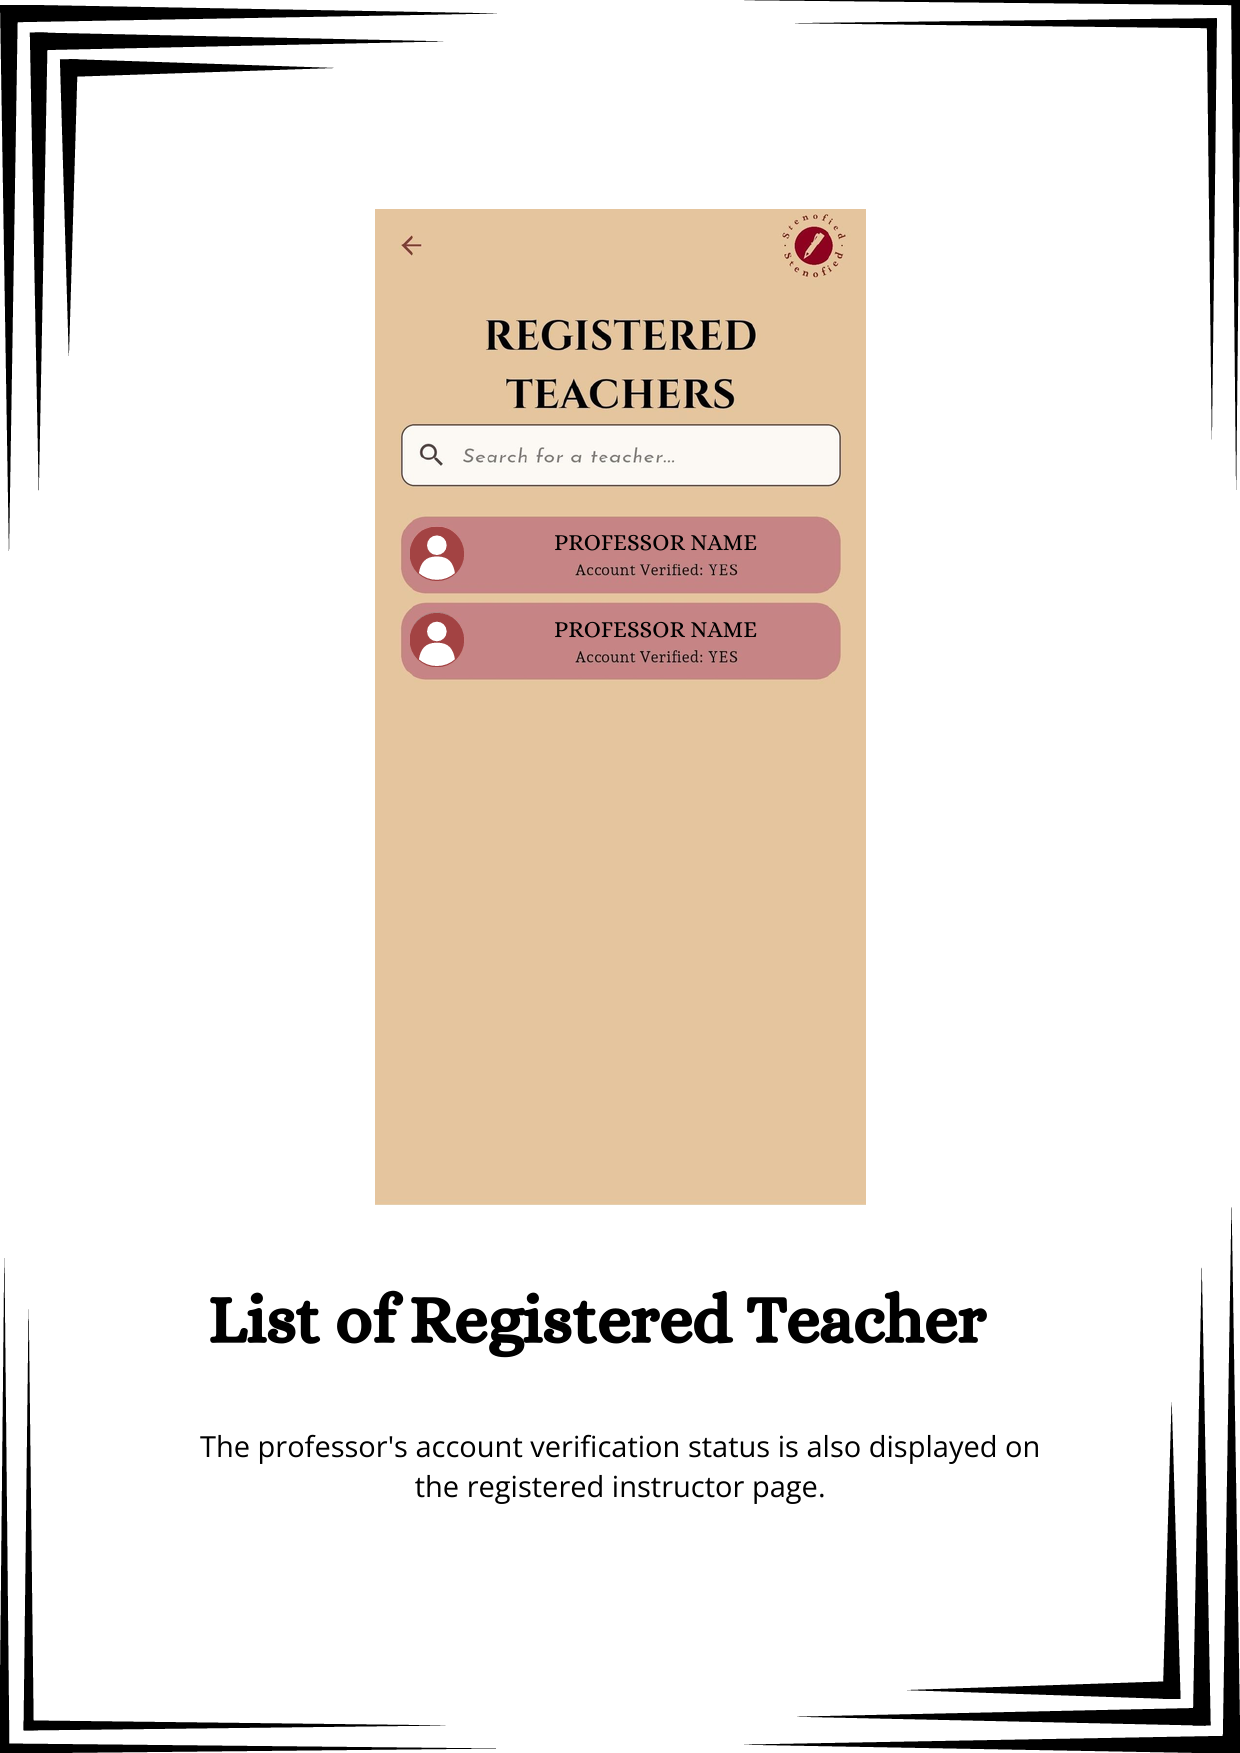 · Stenofied · Stenofied
REGISTERED
TEACHERS
Search for a teacher...
PROFESSOR NAME
Account Verified: YES
PROFESSOR NAME
Account Verified: YES
List of Registered Teacher
The professor's account verification status is also displayed on
the registered instructor page.